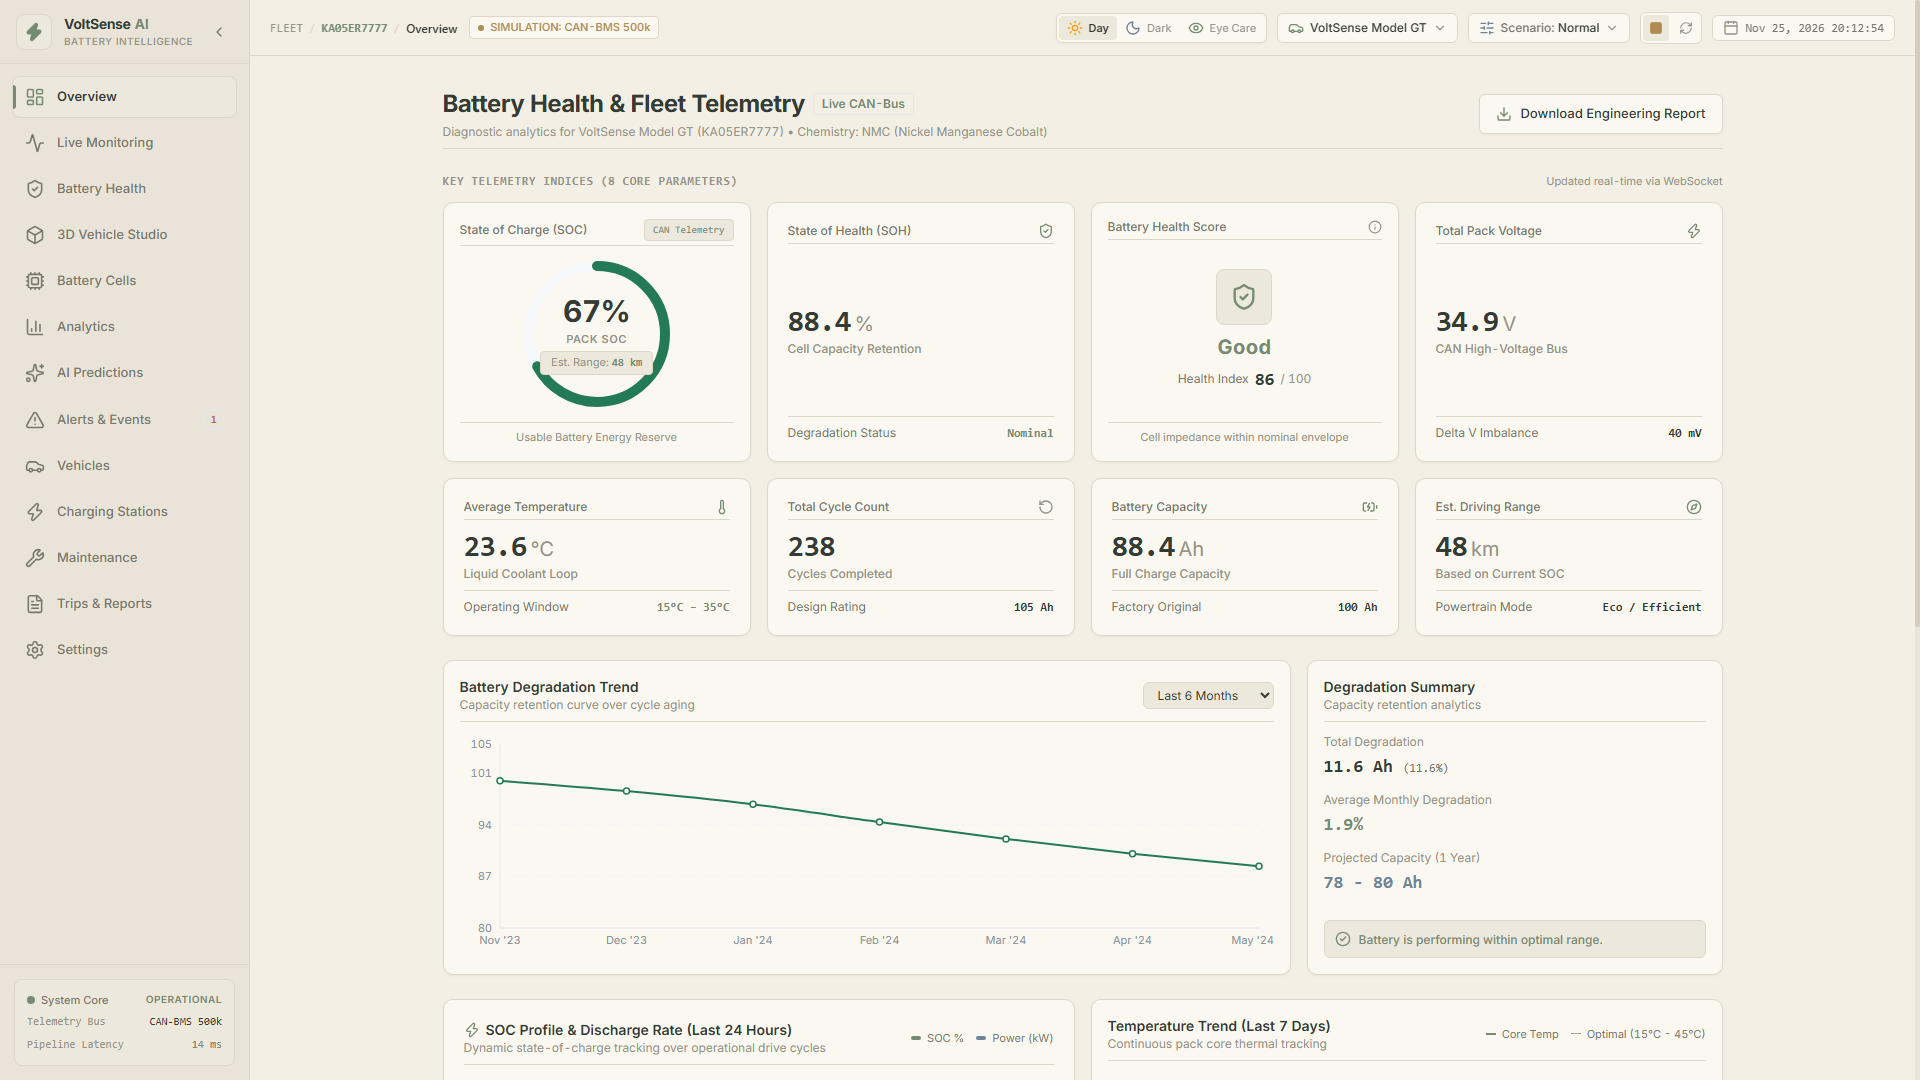 VoltSense AI
BATTERY INTELLIGENCE
Overview
Live Monitoring
Battery Health
3D Vehicle Studio
Battery Cells
Analytics
AI Predictions
Alerts & Events 1
Vehicles
Charging Stations
Maintenance
Trips & Reports
Settings
System Core OPERATIONAL
Telemetry Bus CAN-BMS 500k
Pipeline Latency 14 ms
FLEET / KA05ER7777 / Overview SIMULATION: CAN-BMS 500k
Day Dark Eye Care VoltSense Model GT Scenario: Normal Nov 25, 2026 20:12:54
Battery Health & Fleet Telemetry Live CAN-Bus
Diagnostic analytics for VoltSense Model GT (KA05ER7777) • Chemistry: NMC (Nickel Manganese Cobalt)
Download Engineering Report
KEY TELEMETRY INDICES (8 CORE PARAMETERS)
Updated real-time via WebSocket
State of Charge (SOC) CAN Telemetry
67%
PACK SOC
Est. Range: 48 km
Usable Battery Energy Reserve
State of Health (SOH)
88.4 %
Cell Capacity Retention
Degradation Status Nominal
Battery Health Score
Good
Health Index 86 / 100
Cell impedance within nominal envelope
Total Pack Voltage
34.9 V
CAN High-Voltage Bus
Delta V Imbalance 40 mV
Average Temperature
23.6 °C
Liquid Coolant Loop
Operating Window 15°C – 35°C
Total Cycle Count
238
Cycles Completed
Design Rating 105 Ah
Battery Capacity
88.4 Ah
Full Charge Capacity
Factory Original 100 Ah
Est. Driving Range
48 km
Based on Current SOC
Powertrain Mode Eco / Efficient
Battery Degradation Trend
Capacity retention curve over cycle aging
Last 6 Months
105
101
94
87
80
Nov '23 Dec '23 Jan '24 Feb '24 Mar '24 Apr '24 May '24
Degradation Summary
Capacity retention analytics
Total Degradation
11.6 Ah (11.6%)
Average Monthly Degradation
1.9%
Projected Capacity (1 Year)
78 - 80 Ah
Battery is performing within optimal range.
SOC Profile & Discharge Rate (Last 24 Hours)
Dynamic state-of-charge tracking over operational drive cycles
SOC % Power (kW)
Temperature Trend (Last 7 Days)
Continuous pack core thermal tracking
Core Temp Optimal (15°C - 45°C)